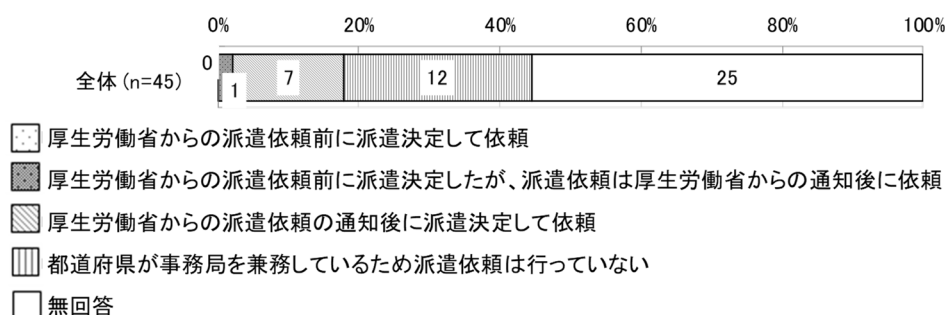 0% 20% 40% 60% 80% 100%
全体(n=45) 0 1 7 12 25
厚生労働省からの派遣依頼前に派遣決定して依頼
厚生労働省からの派遣依頼前に派遣決定したが、派遣依頼は厚生労働省からの通知後に依頼
厚生労働省からの派遣依頼の通知後に派遣決定して依頼
都道府県が事務局を兼務しているため派遣依頼は行っていない
無回答